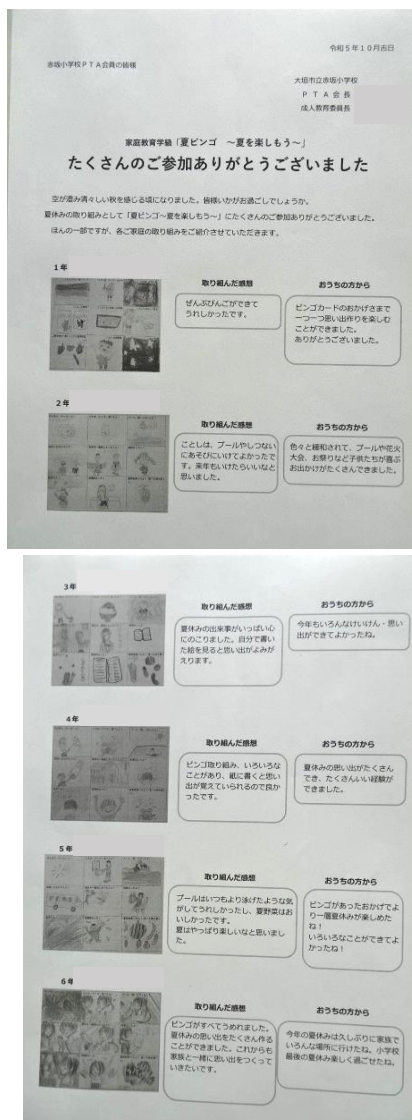 令和5年10月吉日
赤坂小学校PTA会員の皆様
大垣市立赤坂小学校
PTA会長
成人教育委員長
家庭教育学級「夏ビンゴ　～夏を楽しもう～」
たくさんのご参加ありがとうございました
空が澄み清々しい秋を感じる頃になりました。皆様いかがお過ごしでしょうか。
夏休みの取り組みとして「夏ビンゴ～夏を楽しもう～」にたくさんのご参加ありがとうございました。
ほんの一部ですが、各ご家庭の取り組みをご紹介させていただきます。
1年
取り組んだ感想
ぜんぶびんごができて
うれしかったです。
おうちの方から
ビンゴカードのおかげさまで
一つ一つ思い出作りを楽しむ
ことができました。
ありがとうございました。
2年
取り組んだ感想
ことしは、プールやしつない
にあそびにいけてよかったで
す。来年もいけたらいいなと
思いました。
おうちの方から
色々と緩和されて、プールや花火
大会、お祭りなど子供たちが喜ぶ
お出かけがたくさんできました。
3年
取り組んだ感想
夏休みの出来事がいっぱい心
にのこりました。自分で書い
た絵を見ると思い出がよみが
えります。
おうちの方から
今年もいろんなけいけん・思い
出ができてよかったね。
4年
取り組んだ感想
ビンゴ取り組み、いろいろな
ことがあり、紙に書くと思い
出が覚えていられるので良か
ったです。
おうちの方から
夏休みの思い出がたくさん
でき、たくさんいい経験が
できました。
5年
取り組んだ感想
プールはいつもより泳げたような気
がしてうれしかったし、夏野菜はお
いしかったです。
夏はやっぱり楽しいなと思いまし
た。
おうちの方から
ビンゴがあったおかげでよ
り一層夏休みが楽しめた
ね！
いろいろなことができてよ
かったね！
6年
取り組んだ感想
ビンゴがすべてうめれました。
夏休みの思い出をたくさん作る
ことができました。これからも
家族と一緒に思い出をつくって
いきたいです。
おうちの方から
今年の夏休みは久しぶりに家族で
いろんな場所に行けたね。小学校
最後の夏休み楽しく過ごせたね。